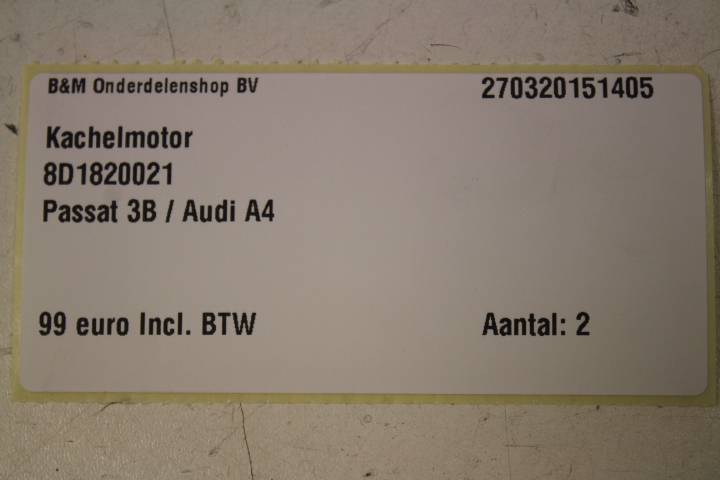 B&M Onderdelenshop BV 270320151405
Kachelmotor
8D1820021
Passat 3B / Audi A4
99 euro Incl. BTW Aantal: 2